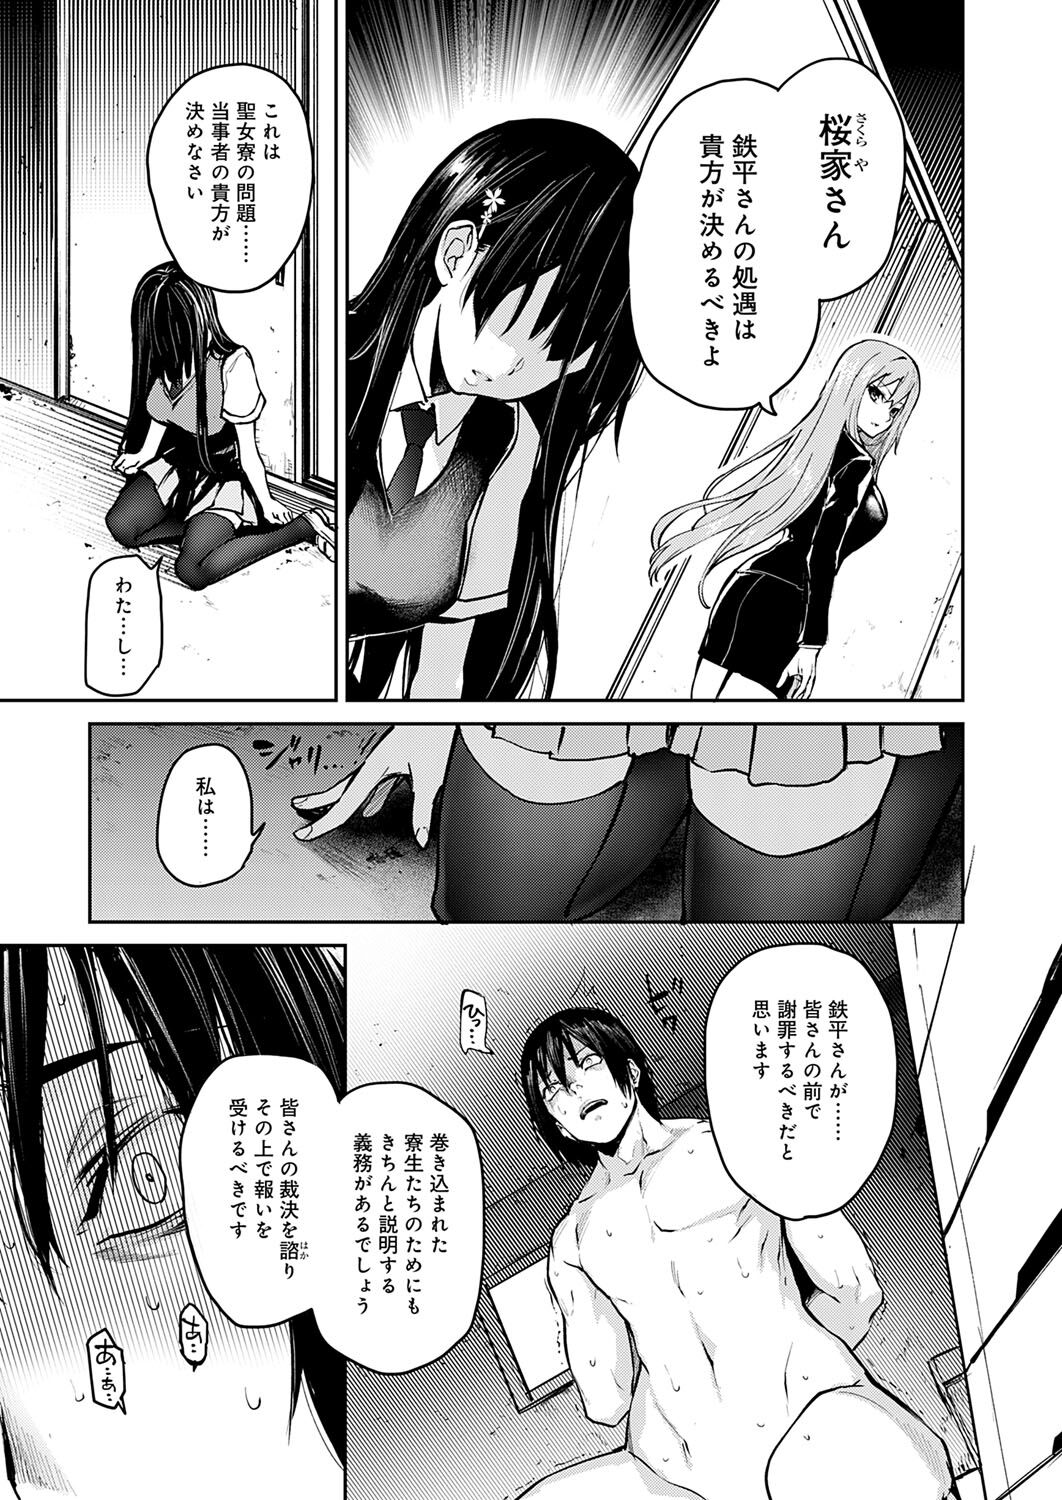 桜家さん
さくらや
鉄平さんの処遇は
貴方が決めるべきよ
これは
聖女寮の問題……
当事者の貴方が
決めなさい
わた…し…
ジャリ…
私は……
鉄平さんが……
皆さんの前で
謝罪するべきだと
思います
ひっ…
巻き込まれた
寮生たちのためにも
きちんと説明する
義務があるでしょう
皆さんの裁決を諮り
はか
その上で報いを
受けるべきです
あ…
あ…あ…